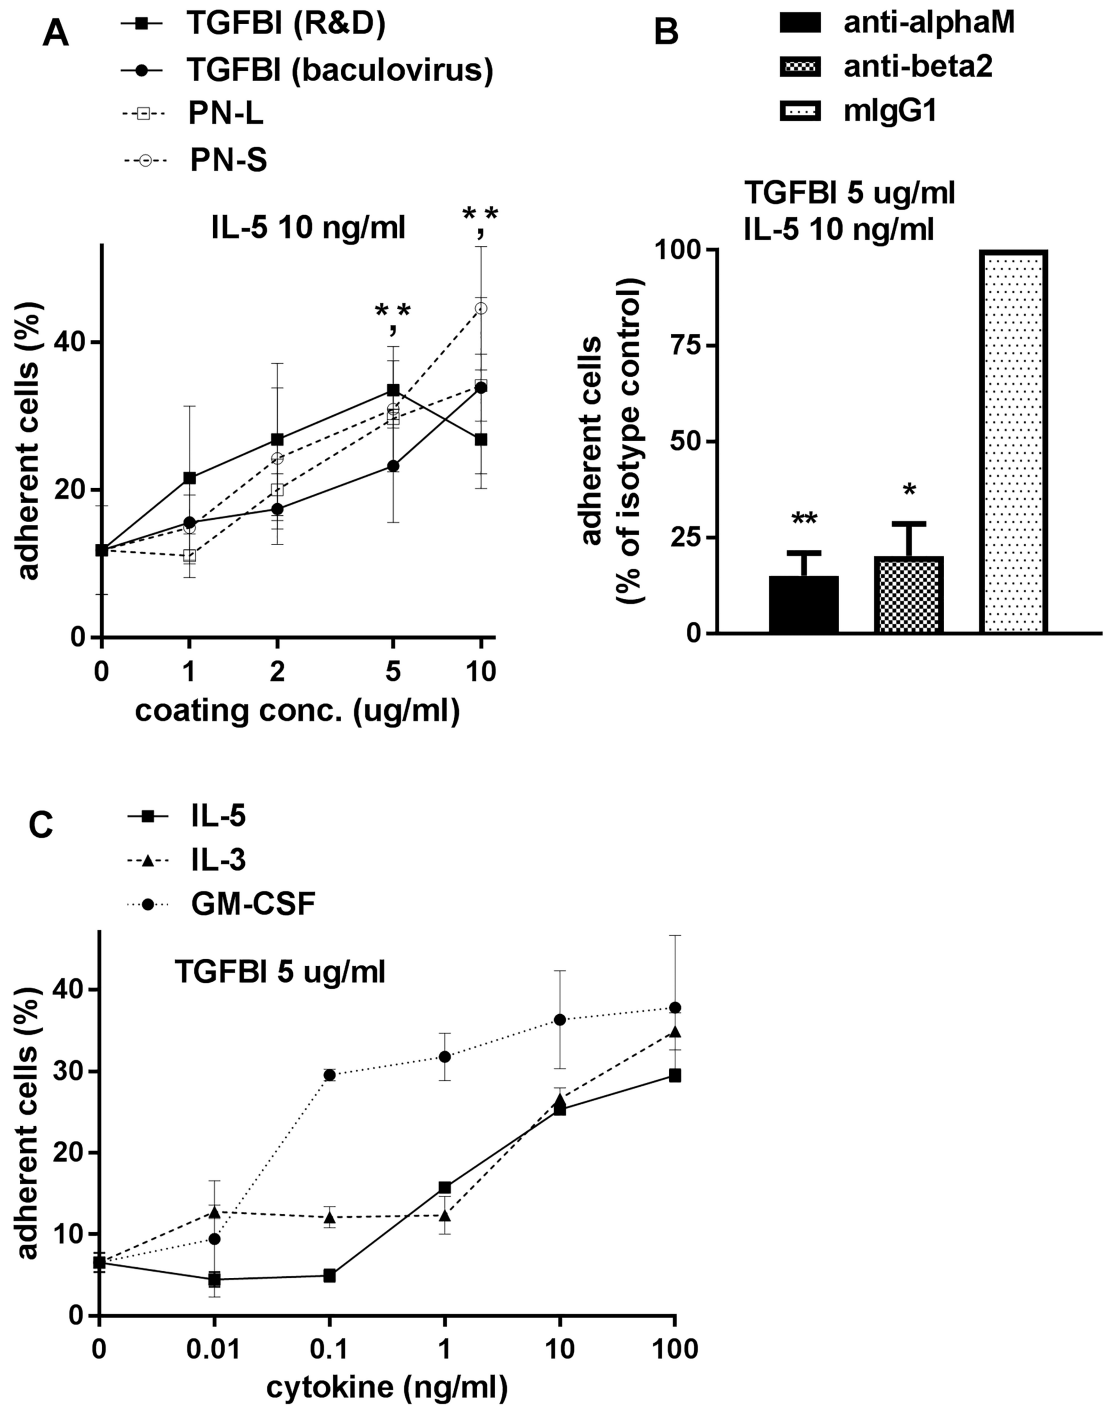 A
TGFBI (R&D)
TGFBI (baculovirus)
PN-L
PN-S
IL-5 10 ng/ml
*,*
*,*
adherent cells (%)
40
20
0
0 1 2 5 10
coating conc. (ug/ml)
B
anti-alphaM
anti-beta2
mIgG1
TGFBI 5 ug/ml
IL-5 10 ng/ml
adherent cells
(% of isotype control)
100
75
50
25
0
**
*
C
IL-5
IL-3
GM-CSF
TGFBI 5 ug/ml
adherent cells (%)
40
30
20
10
0
0 0.01 0.1 1 10 100
cytokine (ng/ml)